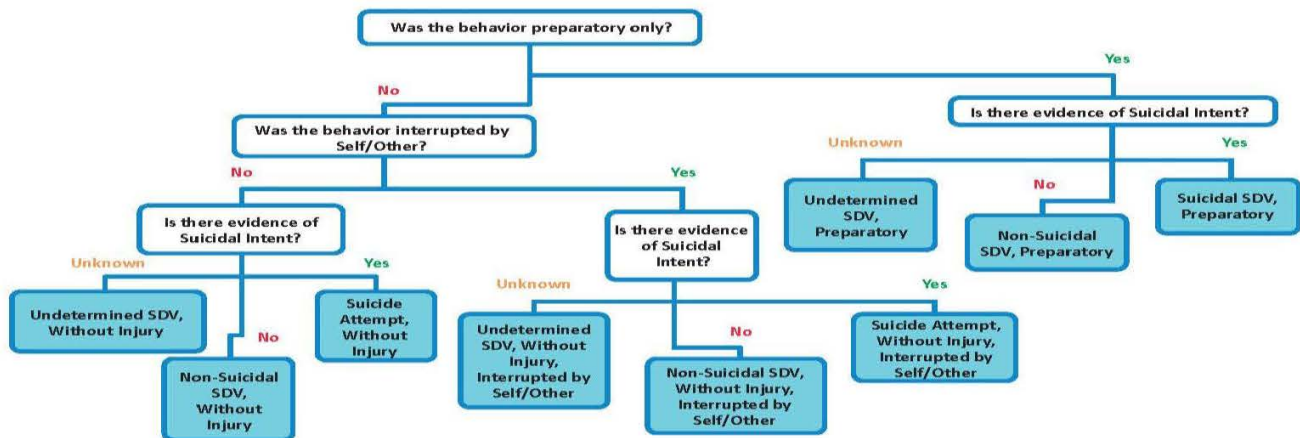 Was the behavior preparatory only?
Yes
No
Was the behavior interrupted by
Self/Other?
Is there evidence of Suicidal Intent?
Unknown
Yes
No
Undetermined
SDV,
Preparatory
Non-Suicidal
SDV, Preparatory
Suicidal SDV,
Preparatory
No
Yes
Is there evidence of
Suicidal Intent?
Unknown
Yes
Undetermined SDV,
Without Injury
No
Non-Suicidal
SDV,
Without
Injury
Suicide
Attempt,
Without
Injury
Is there evidence
of Suicidal
Intent?
Unknown
Yes
Undetermined
SDV, Without
Injury,
Interrupted by
Self/Other
No
Non-Suicidal SDV,
Without Injury,
Interrupted by
Self/Other
Suicide Attempt,
Without Injury,
Interrupted by
Self/Other